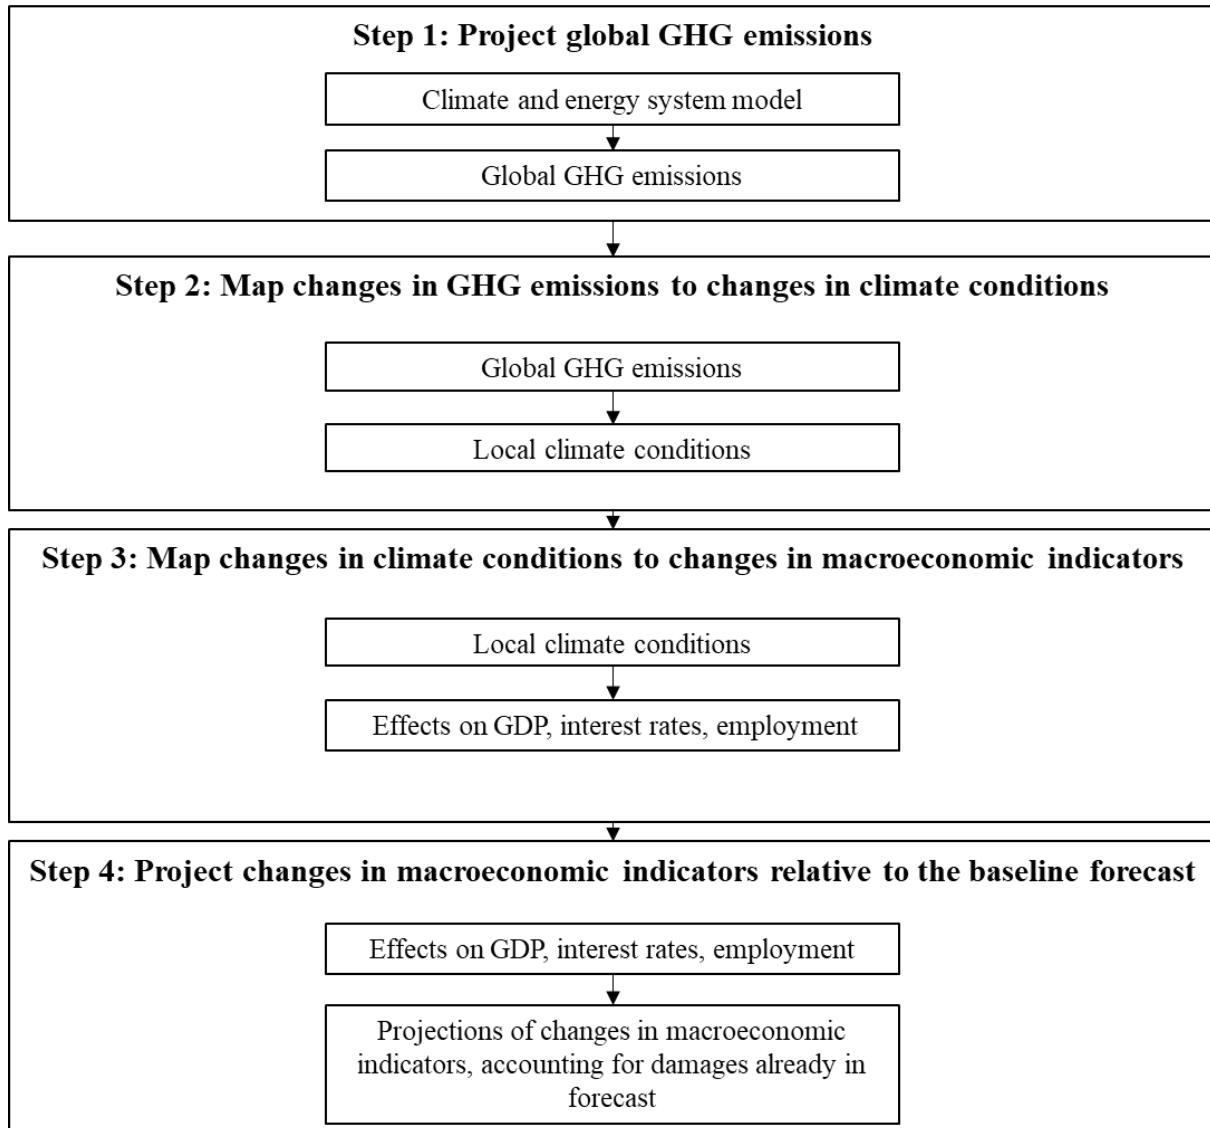 Step 1: Project global GHG emissions
Climate and energy system model
Global GHG emissions
Step 2: Map changes in GHG emissions to changes in climate conditions
Global GHG emissions
Local climate conditions
Step 3: Map changes in climate conditions to changes in macroeconomic indicators
Local climate conditions
Effects on GDP, interest rates, employment
Step 4: Project changes in macroeconomic indicators relative to the baseline forecast
Effects on GDP, interest rates, employment
Projections of changes in macroeconomic
indicators, accounting for damages already in
forecast